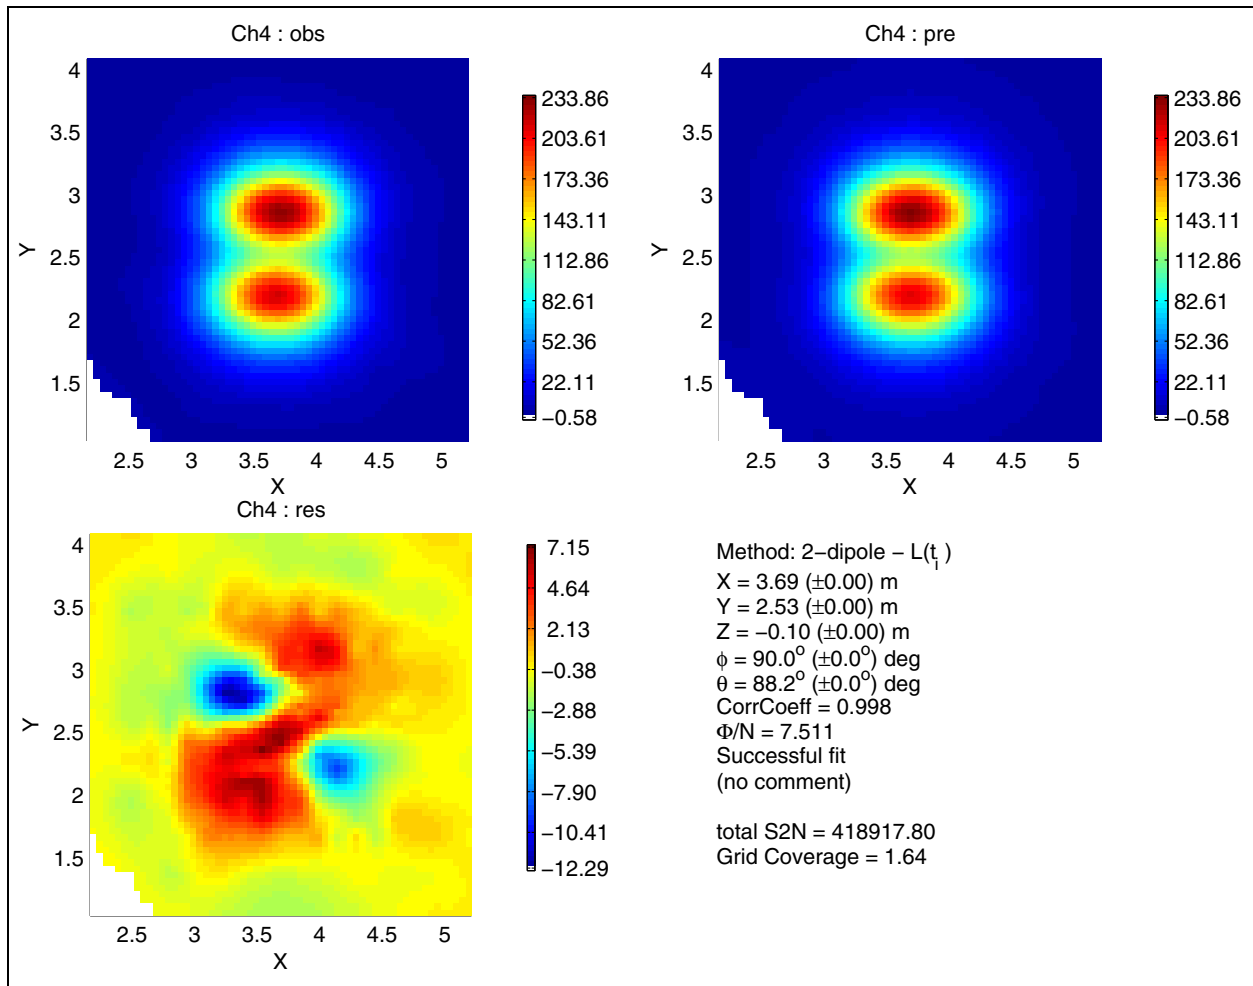 Ch4 : obs
4
3.5
3
2.5
2
1.5
Y
2.5 3 3.5 4 4.5 5
X
233.86
203.61
173.36
143.11
112.86
82.61
52.36
22.11
−0.58
Ch4 : pre
4
3.5
3
2.5
2
1.5
Y
2.5 3 3.5 4 4.5 5
X
233.86
203.61
173.36
143.11
112.86
82.61
52.36
22.11
−0.58
Ch4 : res
4
3.5
3
2.5
2
1.5
Y
2.5 3 3.5 4 4.5 5
X
7.15
4.64
2.13
−0.38
−2.88
−5.39
−7.90
−10.41
−12.29
Method: 2−dipole − L(t_i)
X = 3.69 (±0.00) m
Y = 2.53 (±0.00) m
Z = −0.10 (±0.00) m
ϕ = 90.0° (±0.0°) deg
θ = 88.2° (±0.0°) deg
CorrCoeff = 0.998
Φ/N = 7.511
Successful fit
(no comment)
total S2N = 418917.80
Grid Coverage = 1.64